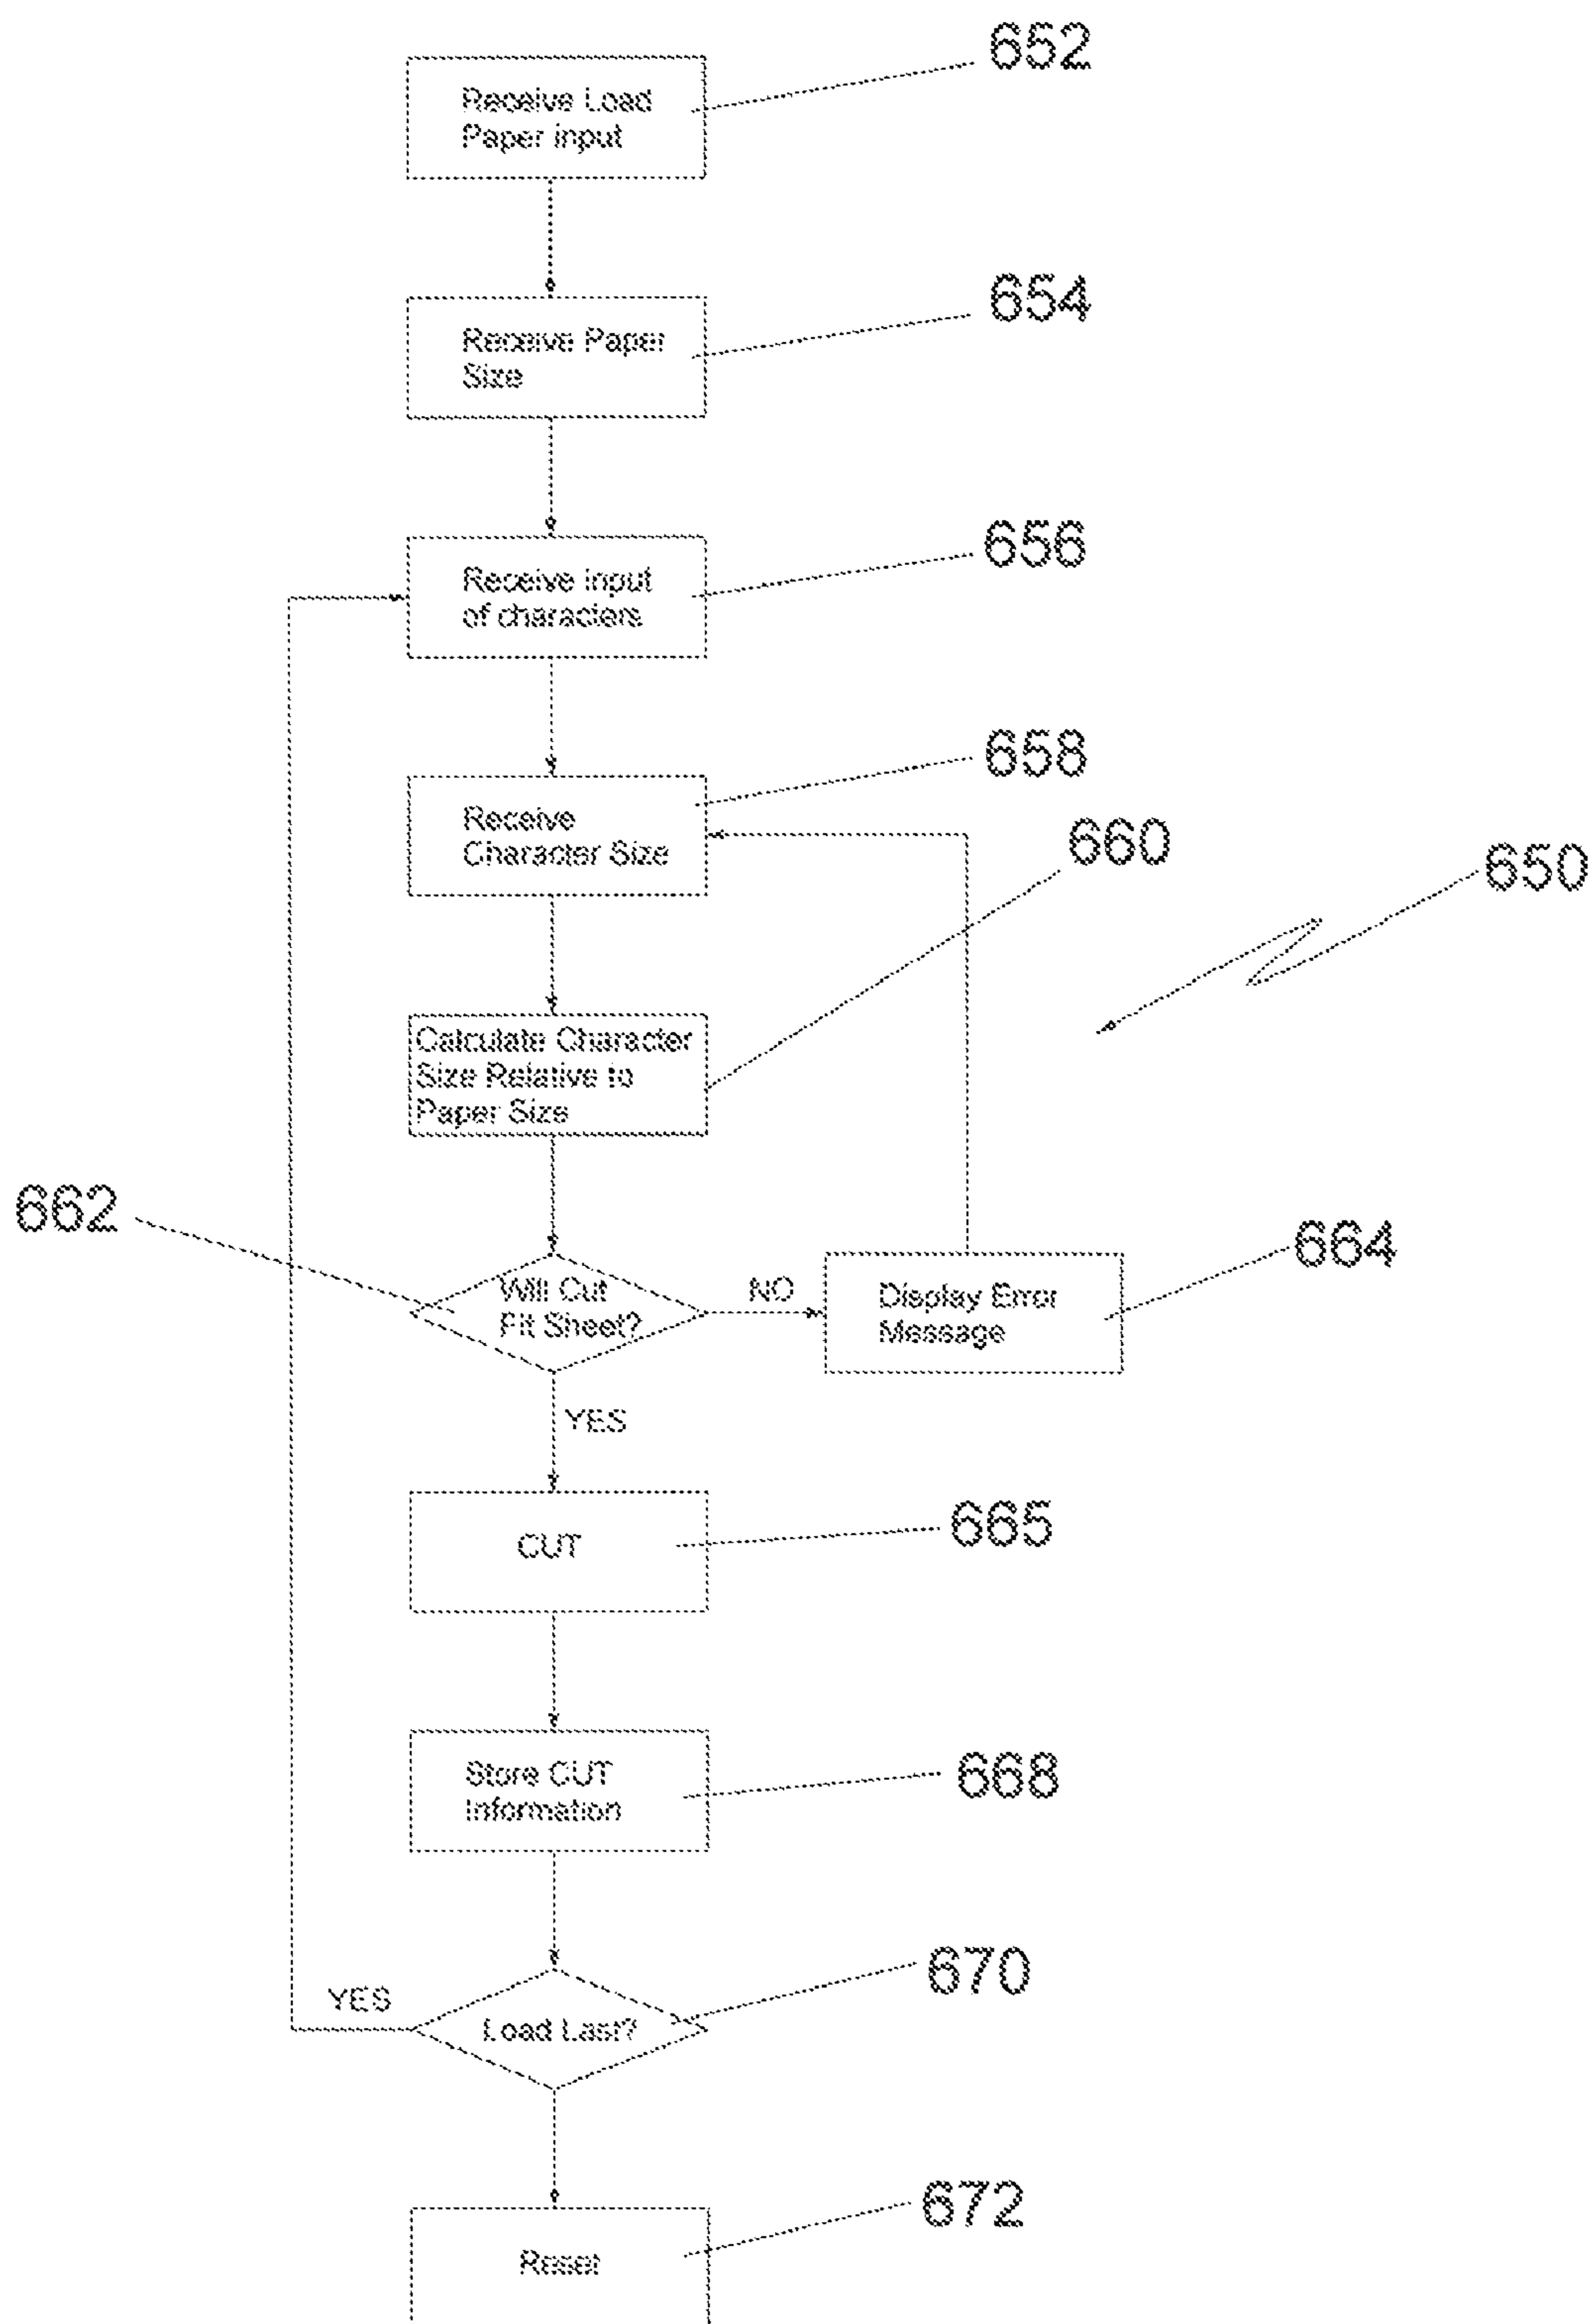 652
Receive Load
Paper input
654
Receive Paper
Size
656
Receive input
of characters
658
Receive
Character Size
660
650
Calculate Character
Size Relative to
Paper Size
662
664
Will Cut
Fit Sheet?
NO
Display Error
Message
YES
665
CUT
668
Store CUT
Information
670
YES
Load Last?
672
Reset